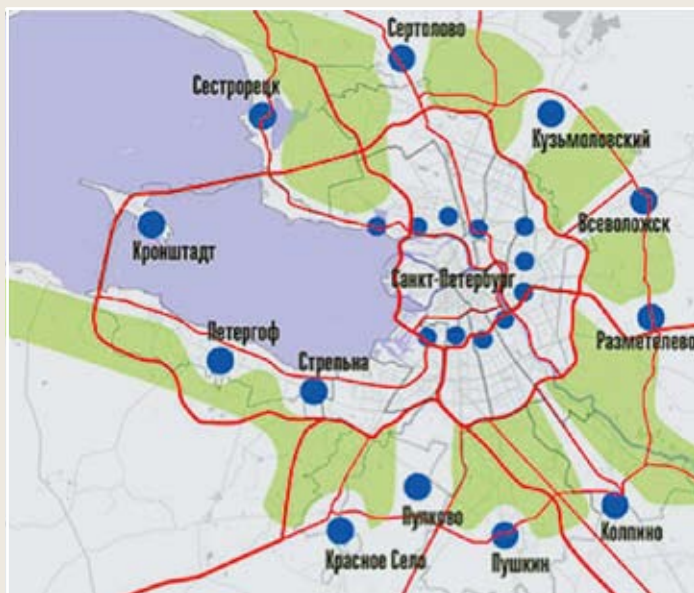 Сертолово
Сестрорецк
Кузьмоловский
Всеволожск
Кронштадт
Санкт-Петербург
Разметелево
Петергоф
Стрельна
Пулково
Колпино
Красное Село
Пушкин